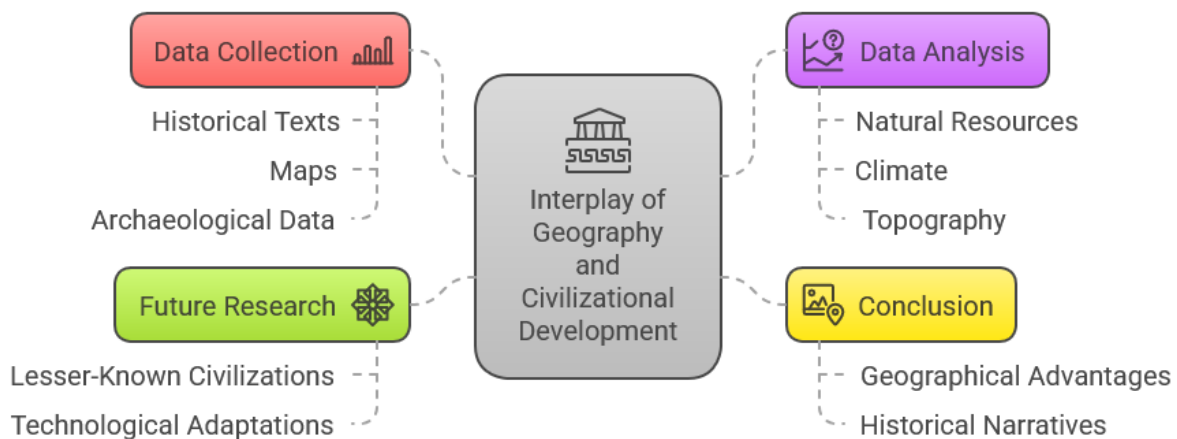 Data Collection
Historical Texts
Maps
Archaeological Data
Future Research
Lesser-Known Civilizations
Technological Adaptations
Interplay of
Geography
and
Civilizational
Development
Data Analysis
Natural Resources
Climate
Topography
Conclusion
Geographical Advantages
Historical Narratives